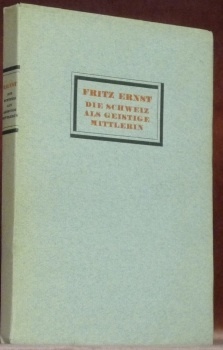 FRITZ ERNST
DIE SCHWEIZ
ALS GEISTIGE
MITTLERIN